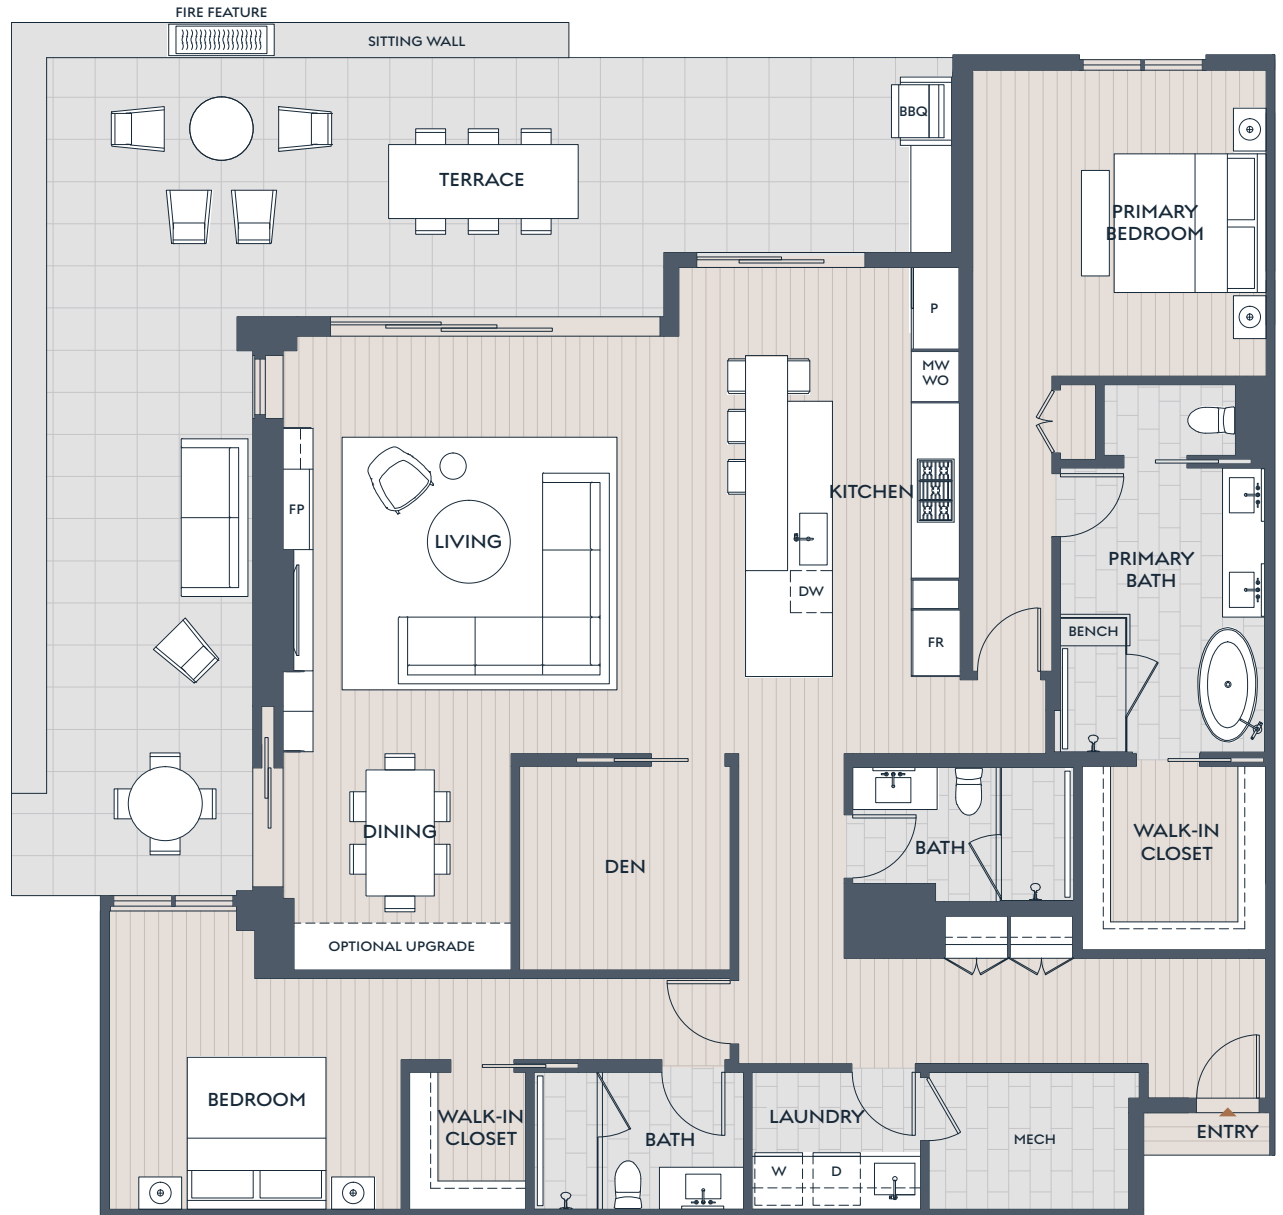 FIRE FEATURE
SITTING WALL
BBQ
TERRACE
PRIMARY
BEDROOM
P
MW
WO
KITCHEN
FP
LIVING
PRIMARY
BATH
DW
BENCH
FR
DINING
DEN
BATH
WALK-IN
CLOSET
OPTIONAL UPGRADE
BEDROOM
WALK-IN
CLOSET
BATH
LAUNDRY
W
D
MECH
ENTRY